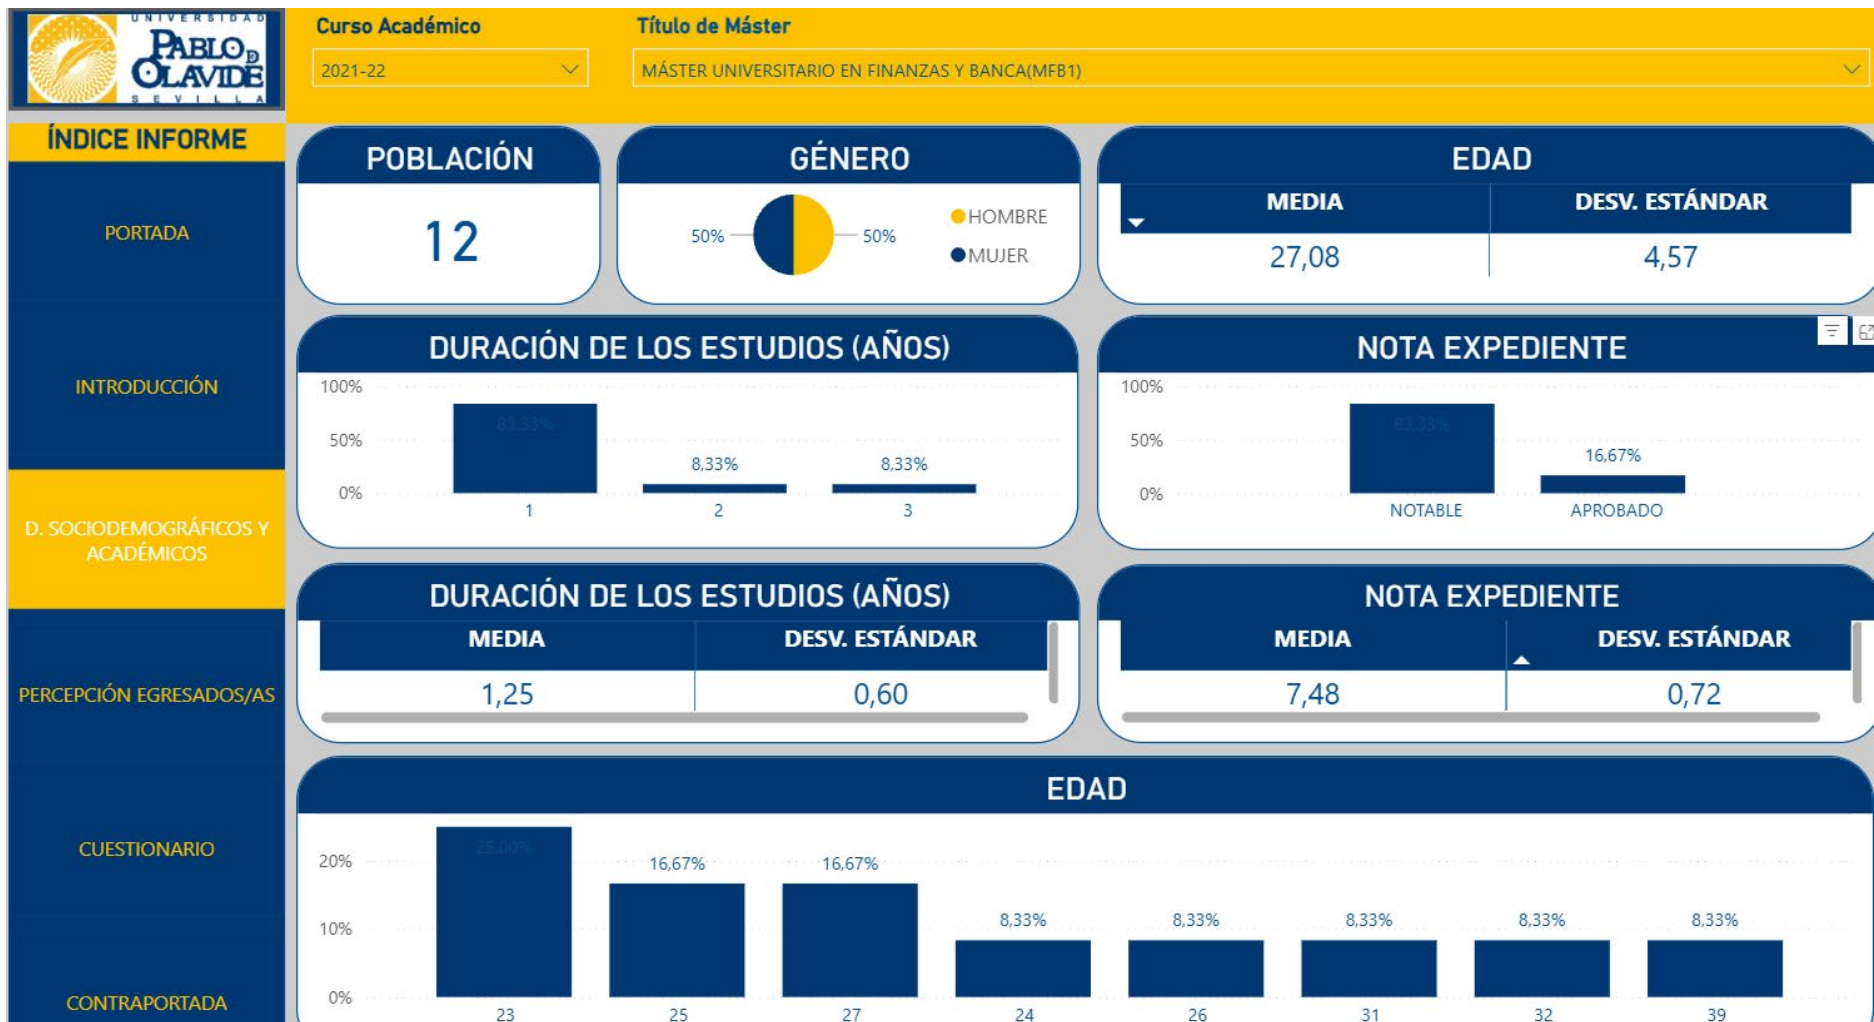 UNIVERSIDAD
PABLO DE
OLAVIDE
SEVILLA
Curso Académico
2021-22
Título de Máster
MÁSTER UNIVERSITARIO EN FINANZAS Y BANCA(MFB1)
ÍNDICE INFORME
PORTADA
INTRODUCCIÓN
D. SOCIODEMOGRÁFICOS Y
ACADÉMICOS
PERCEPCIÓN EGRESADOS/AS
CUESTIONARIO
CONTRAPORTADA
POBLACIÓN
12
GÉNERO
50%
50%
HOMBRE
MUJER
EDAD
MEDIA DESV. ESTÁNDAR
27,08 4,57
DURACIÓN DE LOS ESTUDIOS (AÑOS)
100%
50%
0%
83,33%
8,33%
8,33%
1 2 3
NOTA EXPEDIENTE
100%
50%
0%
83,33%
16,67%
NOTABLE APROBADO
DURACIÓN DE LOS ESTUDIOS (AÑOS)
MEDIA DESV. ESTÁNDAR
1,25 0,60
NOTA EXPEDIENTE
MEDIA DESV. ESTÁNDAR
7,48 0,72
EDAD
20%
10%
0%
25,00%
16,67%
16,67%
8,33%
8,33%
8,33%
8,33%
8,33%
23 25 27 24 26 31 32 39